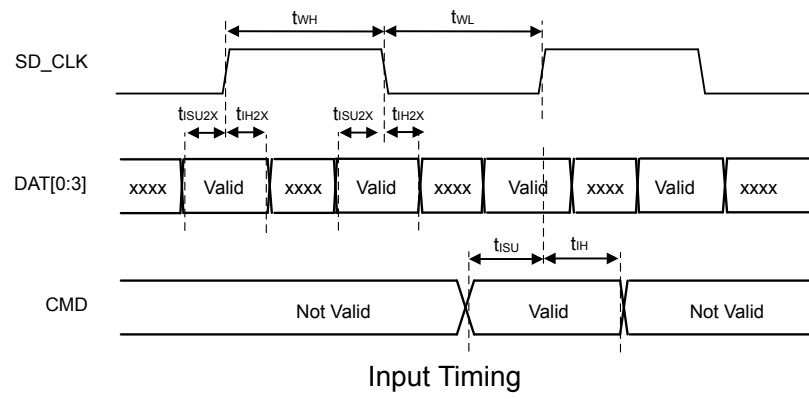 tWH tWL
SD_CLK
tISU2X tIH2X tISU2X tIH2X
DAT[0:3] xxxx Valid xxxx Valid xxxx Valid xxxx Valid xxxx
tISU tIH
CMD Not Valid Valid Not Valid
Input Timing